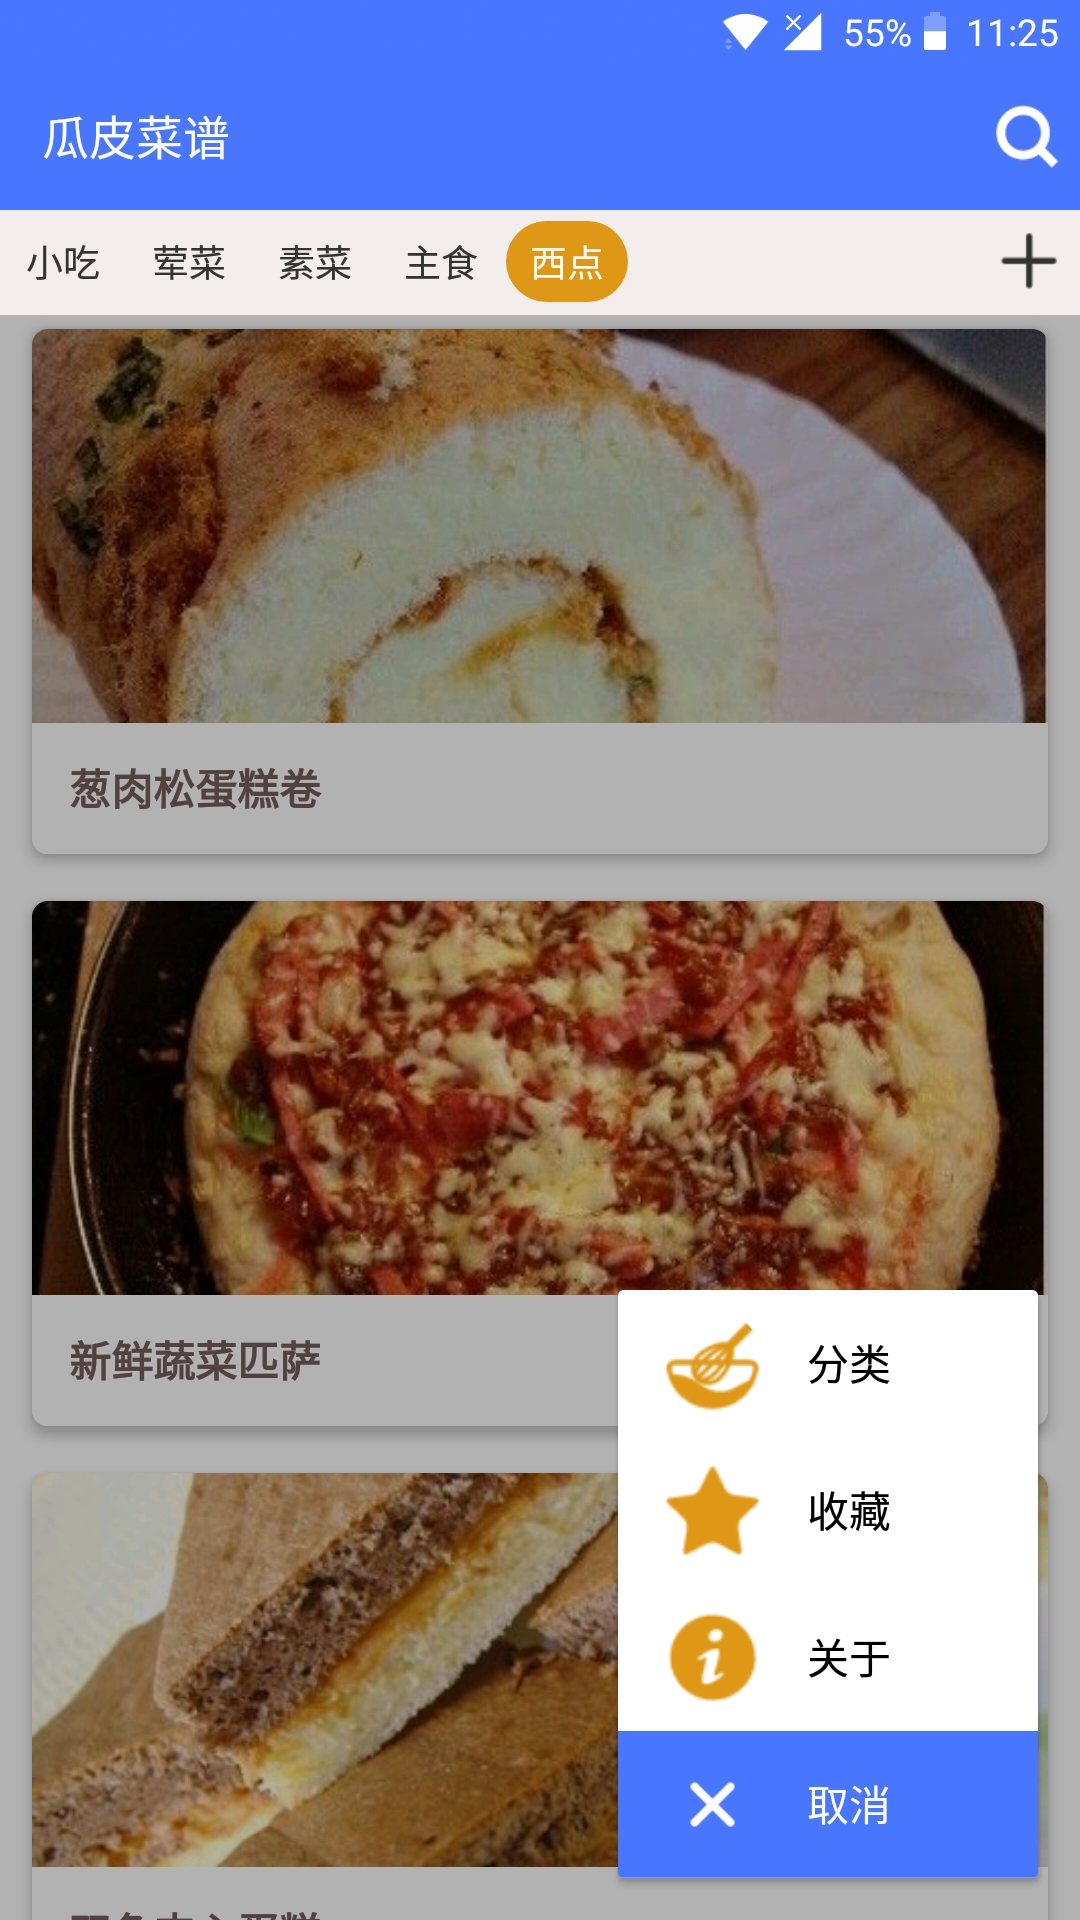 55% 11:25
瓜皮菜谱
小吃 荤菜 素菜 主食 西点
葱肉松蛋糕卷
新鲜蔬菜匹萨
分类
收藏
关于
取消